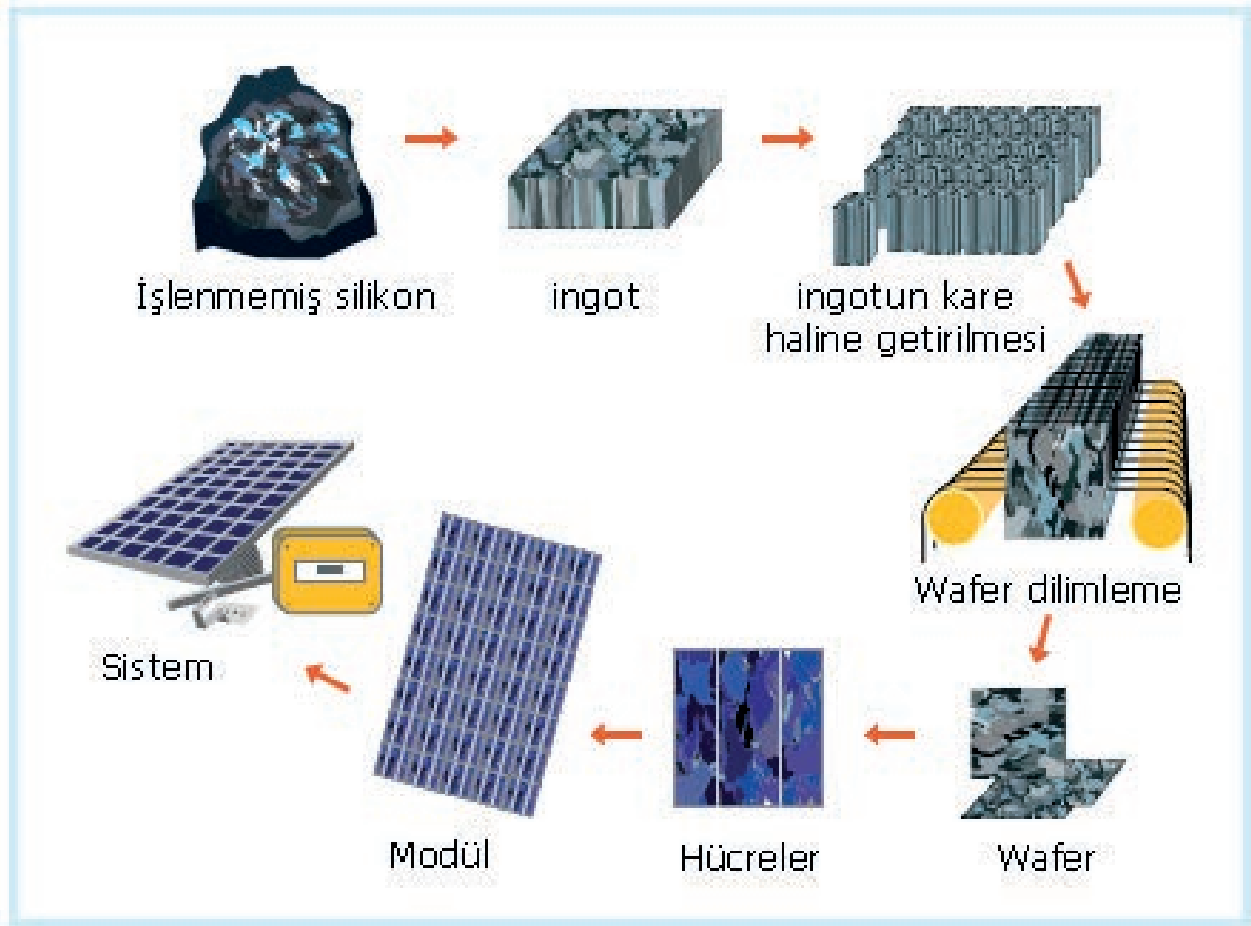 İşlenmemiş silikon
ingot
ingotun kare
haline getirilmesi
Wafer dilimleme
Wafer
Hücreler
Modül
Sistem